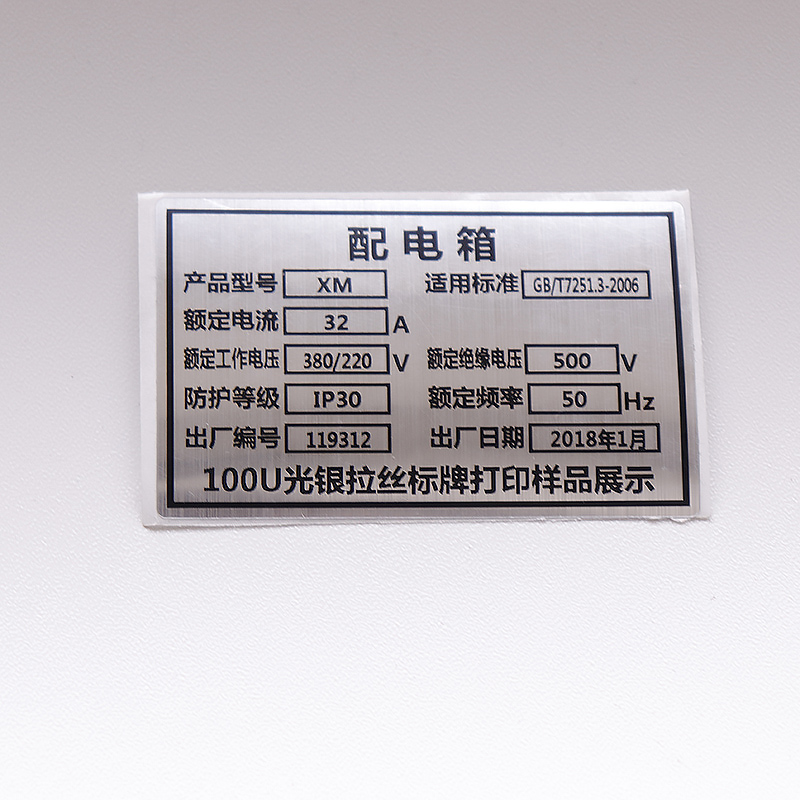 配电箱
产品型号 XM 适用标准 GB/T7251.3-2006
额定电流 32 A
额定工作电压 380/220 V 额定绝缘电压 500 V
防护等级 IP30 额定频率 50 Hz
出厂编号 119312 出厂日期 2018年1月
100U光银拉丝标牌打印样品展示